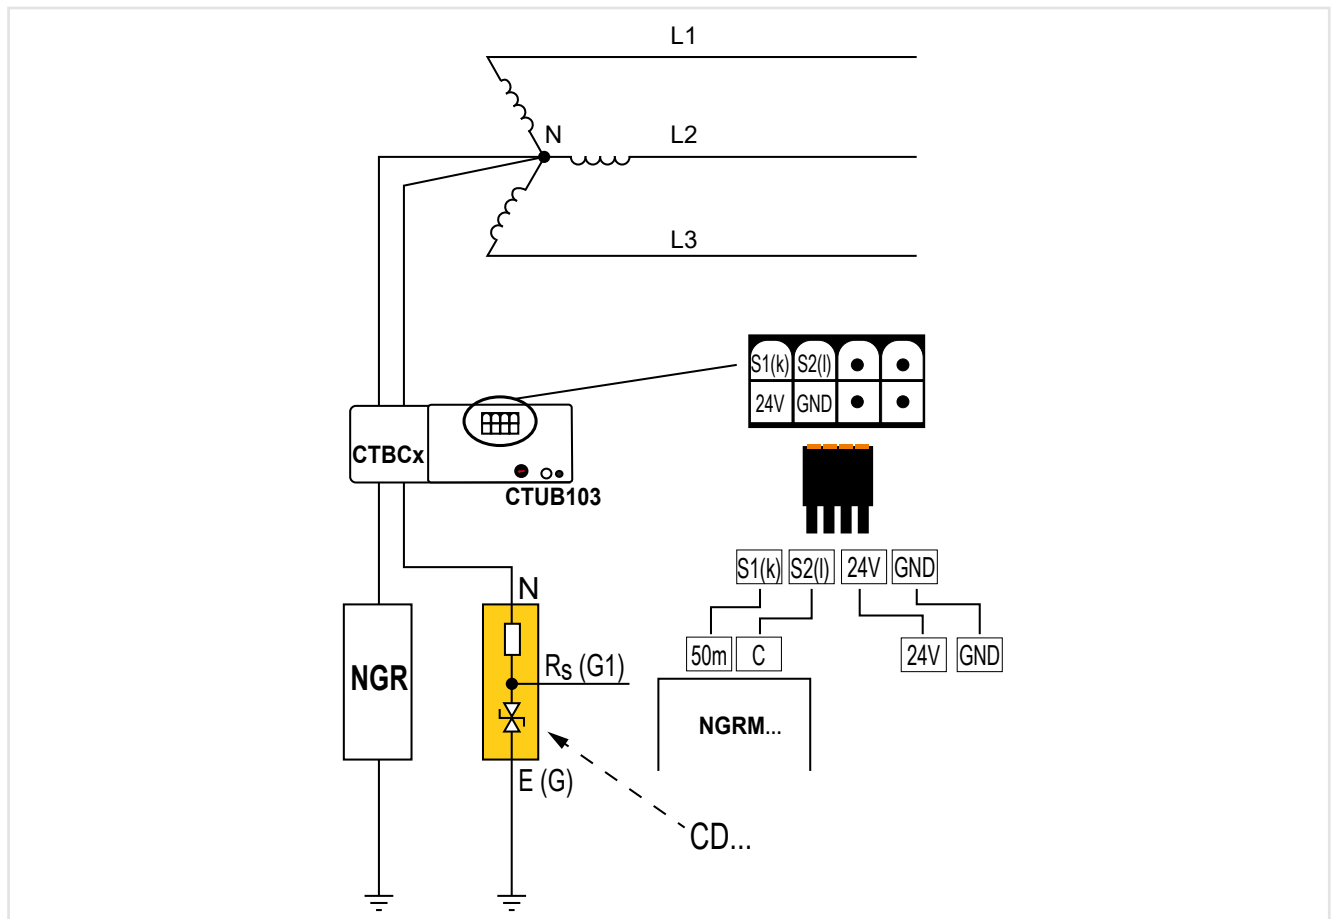 L1
N
L2
L3
S1(k) S2(l)
24V GND
CTBCx
CTUB103
S1(k) S2(l) 24V GND
N
50m C 24V GND
RS (G1)
NGR
NGRM...
E (G)
CD...